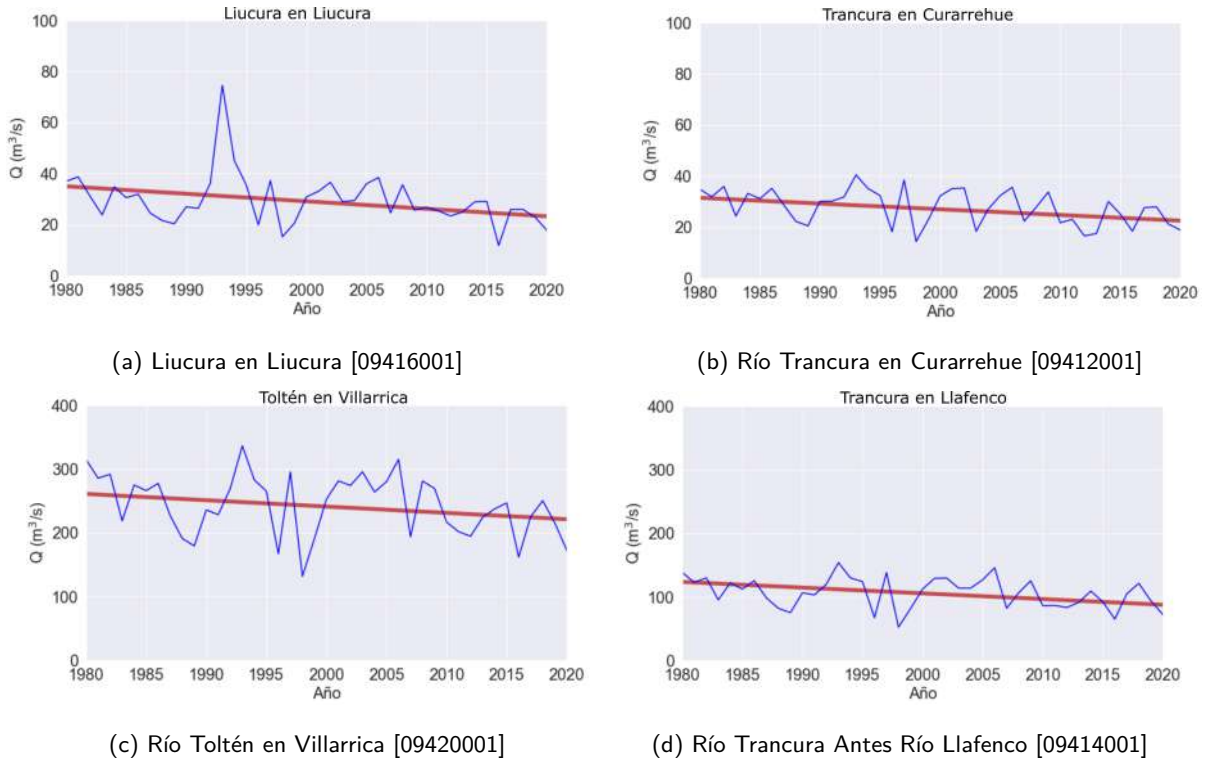 Liucura en Liucura
100
80
60
40
20
0
Q (m³/s)
1980 1985 1990 1995 2000 2005 2010 2015 2020
Año
(a) Liucura en Liucura [09416001]
Trancura en Curarrehue
100
80
60
40
20
0
Q (m³/s)
1980 1985 1990 1995 2000 2005 2010 2015 2020
Año
(b) Río Trancura en Curarrehue [09412001]
Toltén en Villarrica
400
300
200
100
0
Q (m³/s)
1980 1985 1990 1995 2000 2005 2010 2015 2020
Año
(c) Río Toltén en Villarrica [09420001]
Trancura en Llafenco
400
300
200
100
0
Q (m³/s)
1980 1985 1990 1995 2000 2005 2010 2015 2020
Año
(d) Río Trancura Antes Río Llafenco [09414001]